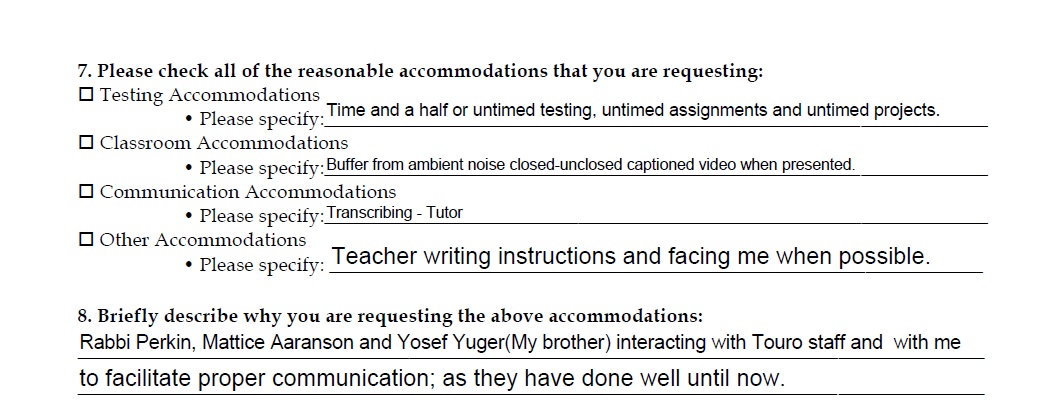 7. Please check all of the reasonable accommodations that you are requesting:
☐ Testing Accommodations
• Please specify: Time and a half or untimed testing, untimed assignments and untimed projects.
☐ Classroom Accommodations
• Please specify: Buffer from ambient noise closed-unclosed captioned video when presented.
☐ Communication Accommodations
• Please specify: Transcribing - Tutor
☐ Other Accommodations
• Please specify: Teacher writing instructions and facing me when possible.
8. Briefly describe why you are requesting the above accommodations:
Rabbi Perkin, Mattice Aaranson and Yosef Yuger(My brother) interacting with Touro staff and with me
to facilitate proper communication; as they have done well until now.